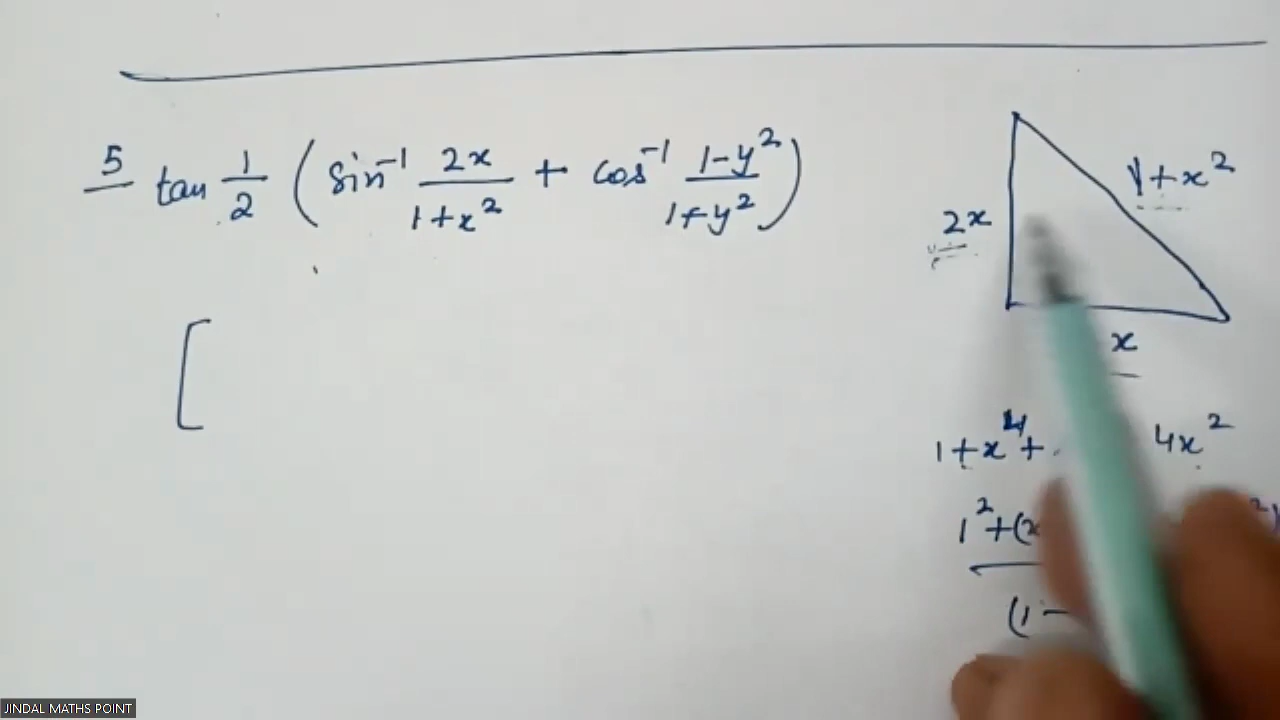 5 tan 1/2 ( sin⁻¹ 2x/(1+x²) + cos⁻¹ (1-y²)/(1+y²) )
[
2x
1+x²
x
1+x⁴+ 4x²
1²+(x
(1-
JINDAL MATHS POINT